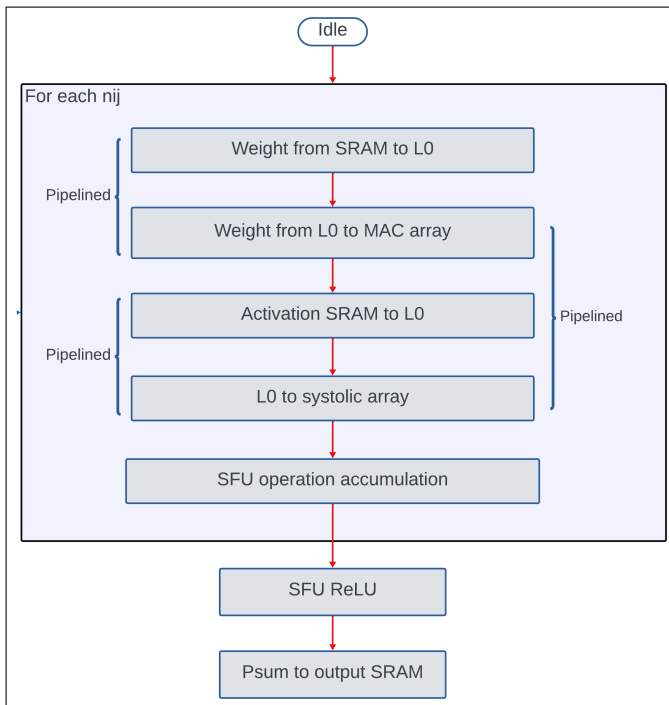 Idle
For each nij
Weight from SRAM to L0
Pipelined
Weight from L0 to MAC array
Activation SRAM to L0
Pipelined
Pipelined
L0 to systolic array
SFU operation accumulation
SFU ReLU
Psum to output SRAM